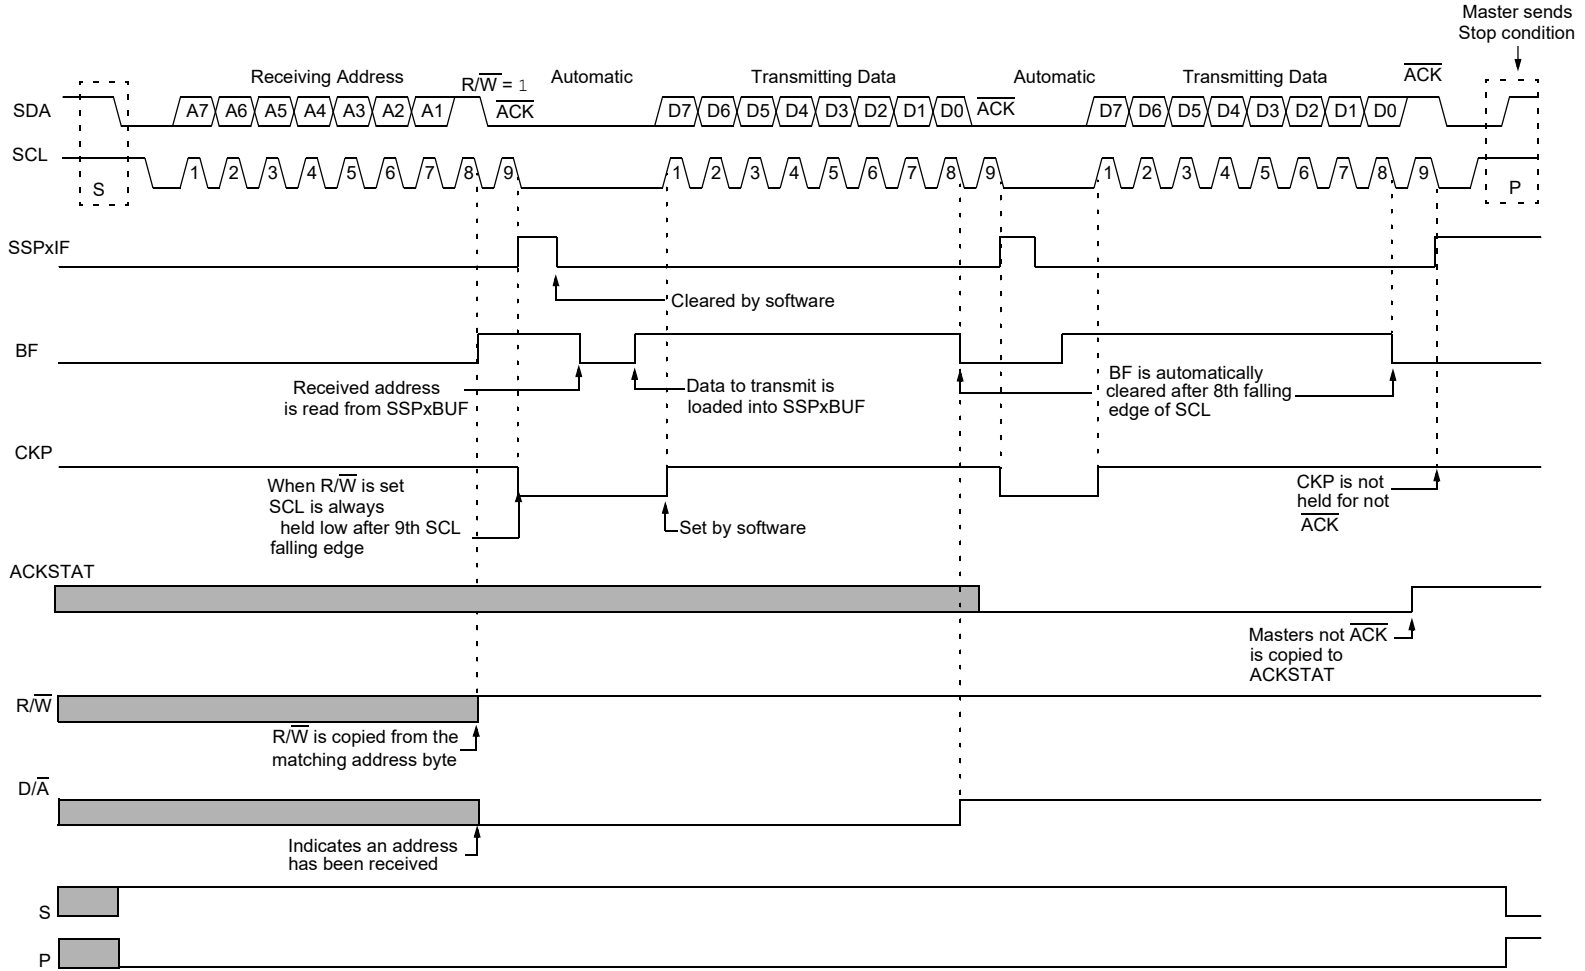 Master sends
Stop condition
Receiving Address R/W̅ = 1 Automatic Transmitting Data Automatic Transmitting Data A̅C̅K̅
SDA A7 A6 A5 A4 A3 A2 A1 A̅C̅K̅ D7 D6 D5 D4 D3 D2 D1 D0 A̅C̅K̅ D7 D6 D5 D4 D3 D2 D1 D0
SCL
S 1 2 3 4 5 6 7 8 9 1 2 3 4 5 6 7 8 9 1 2 3 4 5 6 7 8 9 P
SSPxIF
Cleared by software
BF
Received address
is read from SSPxBUF
Data to transmit is
loaded into SSPxBUF
BF is automatically
cleared after 8th falling
edge of SCL
CKP
When R/W̅ is set
SCL is always
held low after 9th SCL
falling edge
Set by software
CKP is not
held for not
A̅C̅K̅
ACKSTAT
Masters not A̅C̅K̅
is copied to
ACKSTAT
R/W̅
R/W̅ is copied from the
matching address byte
D/A̅
Indicates an address
has been received
S
P